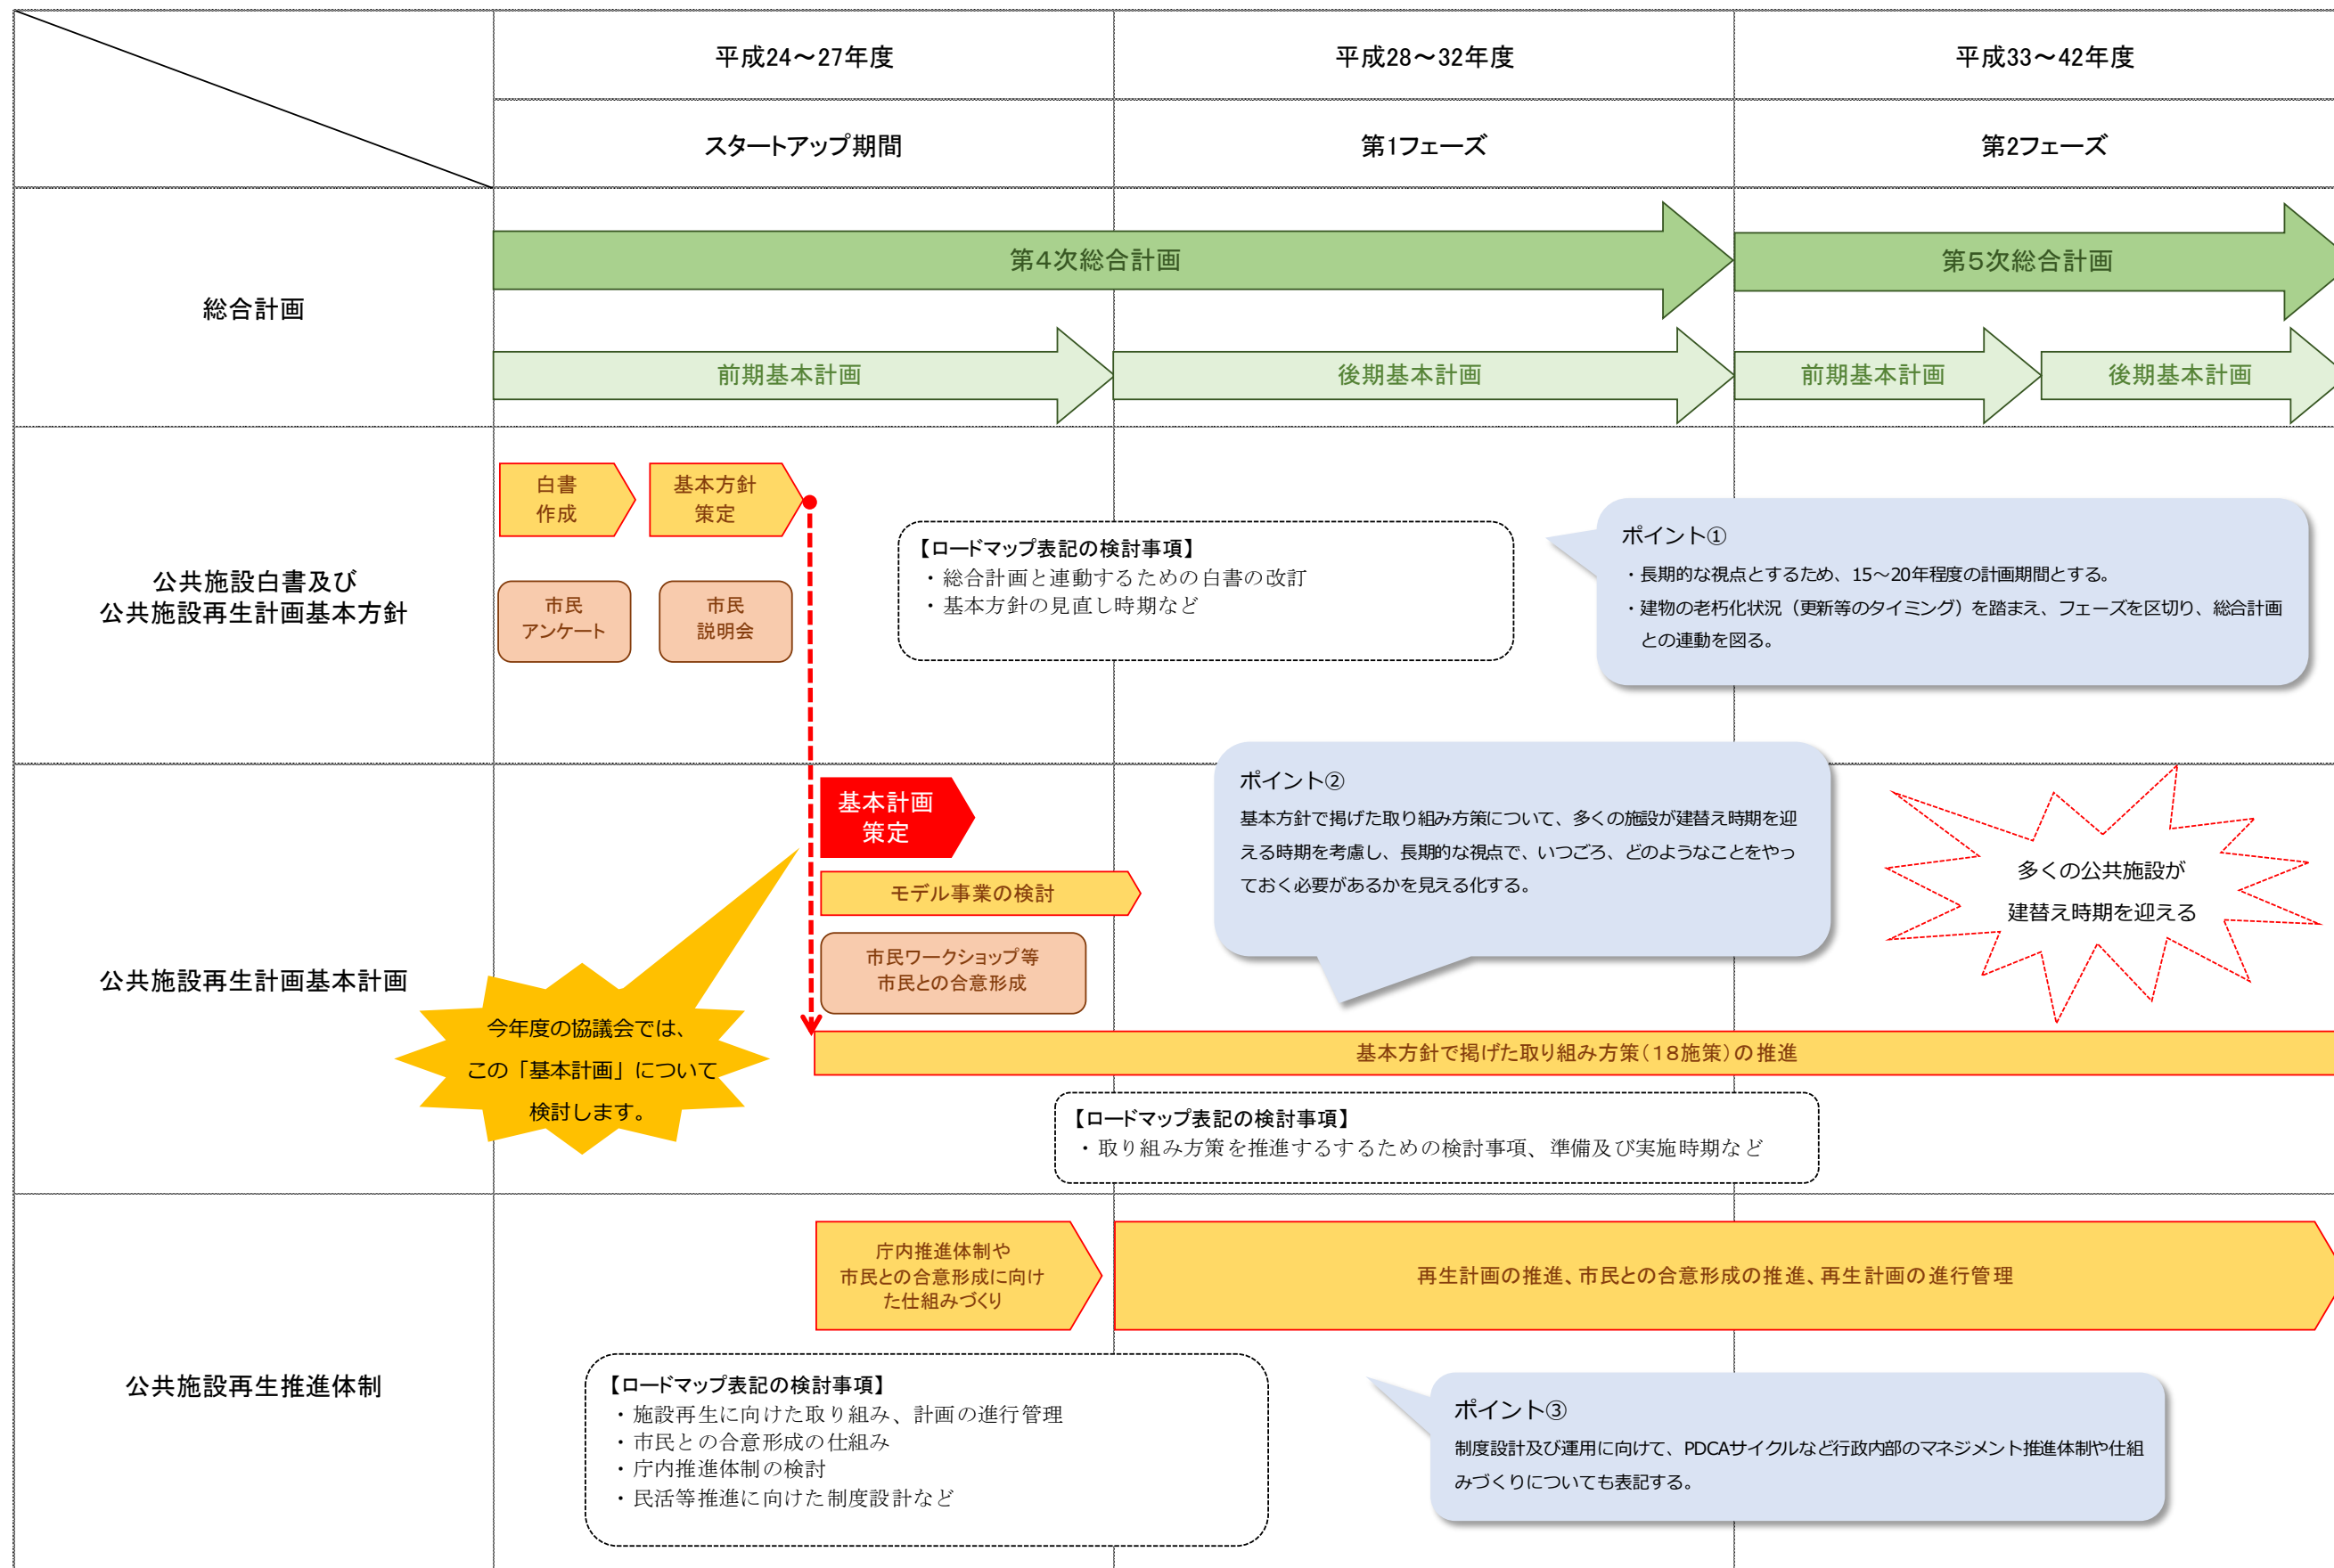 平成24～27年度
平成28～32年度
平成33～42年度
スタートアップ期間
第1フェーズ
第2フェーズ
総合計画
第4次総合計画
第5次総合計画
前期基本計画
後期基本計画
前期基本計画
後期基本計画
公共施設白書及び
公共施設再生計画基本方針
白書
作成
基本方針
策定
市民
アンケート
市民
説明会
【ロードマップ表記の検討事項】
・総合計画と連動するための白書の改訂
・基本方針の見直し時期など
ポイント①
・長期的な視点とするため、15～20年程度の計画期間とする。
・建物の老朽化状況（更新等のタイミング）を踏まえ、フェーズを区切り、総合計画
との連動を図る。
公共施設再生計画基本計画
基本計画
策定
モデル事業の検討
市民ワークショップ等
市民との合意形成
今年度の協議会では、
この「基本計画」について
検討します。
ポイント②
基本方針で掲げた取り組み方策について、多くの施設が建替え時期を迎
える時期を考慮し、長期的な視点で、いつごろ、どのようなことをやっ
ておく必要があるかを見える化する。
多くの公共施設が
建替え時期を迎える
基本方針で掲げた取り組み方策（18施策）の推進
【ロードマップ表記の検討事項】
・取り組み方策を推進するするための検討事項、準備及び実施時期など
公共施設再生推進体制
庁内推進体制や
市民との合意形成に向け
た仕組みづくり
再生計画の推進、市民との合意形成の推進、再生計画の進行管理
【ロードマップ表記の検討事項】
・施設再生に向けた取り組み、計画の進行管理
・市民との合意形成の仕組み
・庁内推進体制の検討
・民活等推進に向けた制度設計など
ポイント③
制度設計及び運用に向けて、PDCAサイクルなど行政内部のマネジメント推進体制や仕組
みづくりについても表記する。